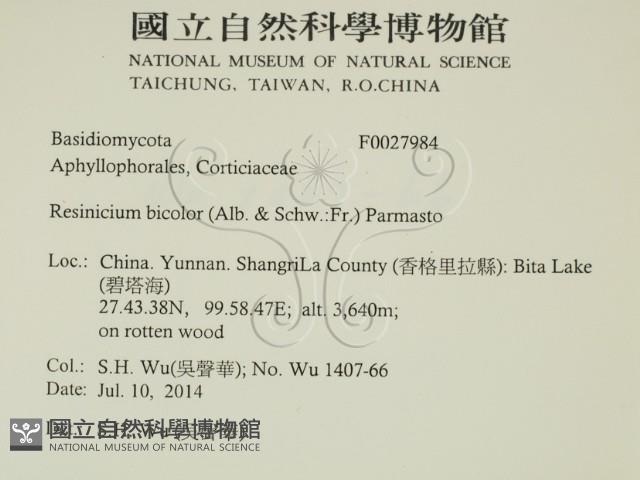 國立自然科學博物館
NATIONAL MUSEUM OF NATURAL SCIENCE
TAICHUNG, TAIWAN, R.O.CHINA
Basidiomycota F0027984
Aphyllophorales, Corticiaceae
Resinicium bicolor (Alb. & Schw.:Fr.) Parmasto
Loc.: China. Yunnan. ShangriLa County (香格里拉縣): Bita Lake
(碧塔海)
27.43.38N, 99.58.47E; alt. 3,640m;
on rotten wood
Col.: S.H. Wu(吳聲華); No. Wu 1407-66
Date: Jul. 10, 2014
國立自然科學博物館
NATIONAL MUSEUM OF NATURAL SCIENCE